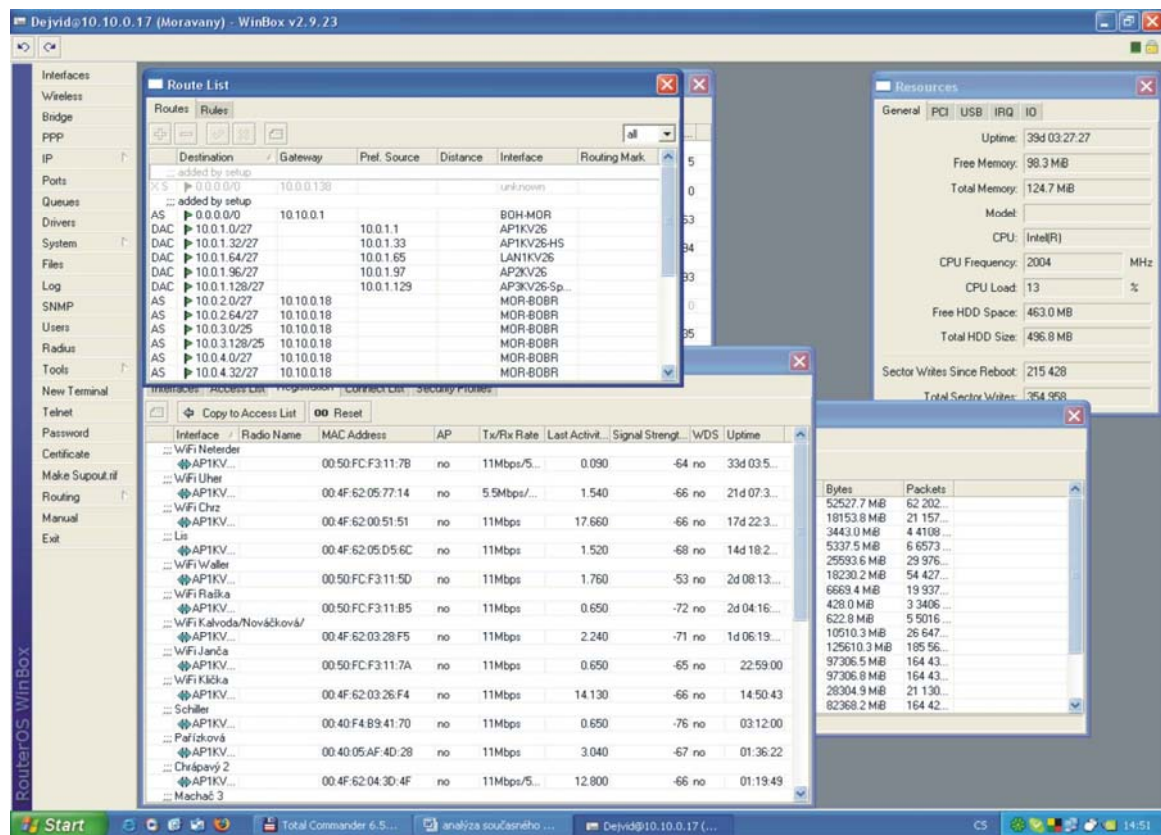 Dejvid@10.10.0.17 (Moravany) - WinBox v2.9.23
Interfaces
Wireless
Bridge
PPP
IP
Ports
Queues
Drivers
System
Files
Log
SNMP
Users
Radius
Tools
New Terminal
Telnet
Password
Certificate
Make Supout.rif
Routing
Manual
Exit
RouterOS WinBox
Route List
Routes Rules
all
Destination Gateway Pref. Source Distance Interface Routing Mark
;;; added by setup
XS 0.0.0.0/0 10.0.0.138 unknown
;;; added by setup
AS 0.0.0.0/0 10.10.0.1 BOH-MOR
DAC 10.0.1.0/27 10.0.1.1 AP1KV26
DAC 10.0.1.32/27 10.0.1.33 AP1KV26-HS
DAC 10.0.1.64/27 10.0.1.65 LAN1KV26
DAC 10.0.1.96/27 10.0.1.97 AP2KV26
DAC 10.0.1.128/27 10.0.1.129 AP3KV26-Sp...
AS 10.0.2.0/27 10.10.0.18 MOR-BOBR
AS 10.0.2.64/27 10.10.0.18 MOR-BOBR
AS 10.0.3.0/25 10.10.0.18 MOR-BOBR
AS 10.0.3.128/25 10.10.0.18 MOR-BOBR
AS 10.0.4.0/27 10.10.0.18 MOR-BOBR
AS 10.0.4.32/27 10.10.0.18 MOR-BOBR
...
5
0
53
94
93
0
35
Resources
General PCI USB IRQ IO
Uptime: 39d 03:27:27
Free Memory: 98.3 MiB
Total Memory: 124.7 MiB
Model:
CPU: Intel(R)
CPU Frequency: 2004 MHz
CPU Load: 13 %
Free HDD Space: 463.0 MB
Total HDD Size: 496.8 MB
Sector Writes Since Reboot: 215 428
Total Sector Writes: 354 958
Interfaces Access List Registration Connect List Security Profiles
Copy to Access List 00 Reset
Interface Radio Name MAC Address AP Tx/Rx Rate Last Activit... Signal Strengt... WDS Uptime
;;; WiFi Neterder
AP1KV... 00:50:FC:F3:11:7B no 11Mbps/5... 0.090 -64 no 33d 03:5...
;;; WiFi Uher
AP1KV... 00:4F:62:05:77:14 no 5.5Mbps/... 1.540 -66 no 21d 07:3...
;;; WiFi Chrz
AP1KV... 00:4F:62:00:51:51 no 11Mbps 17.660 -66 no 17d 22:3...
;;; Lis
AP1KV... 00:4F:62:05:D5:6C no 11Mbps 1.520 -68 no 14d 18:2...
;;; WiFi Waller
AP1KV... 00:50:FC:F3:11:5D no 11Mbps 1.760 -53 no 2d 08:13:...
;;; WiFi Raška
AP1KV... 00:50:FC:F3:11:B5 no 11Mbps 0.650 -72 no 2d 04:16:...
;;; WiFi Kalvoda/Nováčková/
AP1KV... 00:4F:62:03:28:F5 no 11Mbps 2.240 -71 no 1d 06:19:...
;;; WiFi Janča
AP1KV... 00:50:FC:F3:11:7A no 11Mbps 0.650 -65 no 22:59:00
;;; WiFi Klička
AP1KV... 00:4F:62:03:26:F4 no 11Mbps 14.130 -66 no 14:50:43
;;; Schiller
AP1KV... 00:40:F4:B9:41:70 no 11Mbps 0.650 -76 no 03:12:00
;;; Pařízková
AP1KV... 00:40:05:AF:4D:28 no 11Mbps 3.040 -67 no 01:36:22
;;; Chrápavý 2
AP1KV... 00:4F:62:04:3D:4F no 11Mbps/5... 12.800 -66 no 01:19:49
;;; Machač 3
Bytes Packets
52527.7 MiB 62 202...
18153.8 MiB 21 157...
3443.0 MiB 4 4108...
5337.5 MiB 6 6573...
25593.6 MiB 29 976...
18230.2 MiB 54 427...
6669.4 MiB 19 937...
428.0 MiB 3 3406...
622.8 MiB 5 5016...
10510.3 MiB 26 647...
125610.3 MiB 185 56...
97306.5 MiB 164 43...
97306.8 MiB 164 43...
28304.9 MiB 21 130...
82368.2 MiB 164 42...
Start
Total Commander 6.5...
analýza současného ...
Dejvid@10.10.0.17 (...
CS
14:51